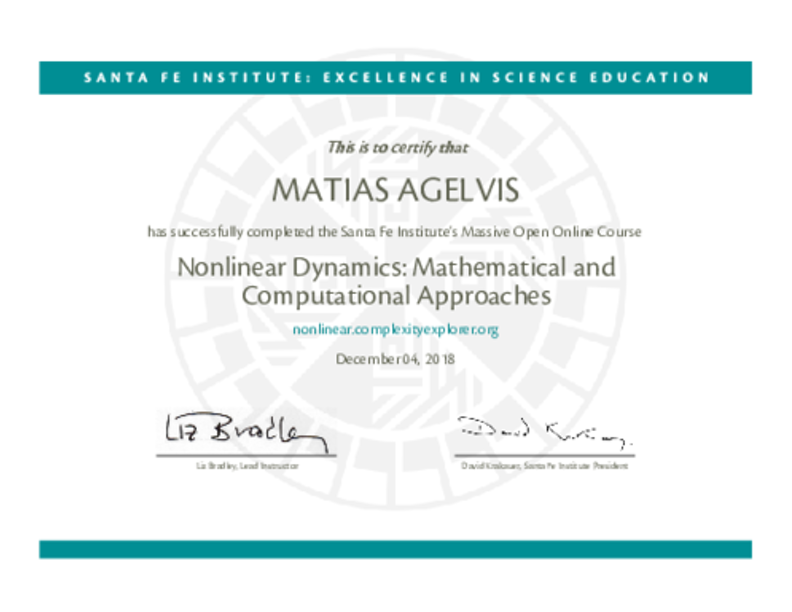 SANTA FE INSTITUTE: EXCELLENCE IN SCIENCE EDUCATION
This is to certify that
MATIAS AGELVIS
has successfully completed the Santa Fe Institute's Massive Open Online Course
Nonlinear Dynamics: Mathematical and
Computational Approaches
nonlinear.complexityexplorer.org
December 04, 2018
Liz Bradley
David Krakauer
Liz Bradley, Lead Instructor
David Krakauer, Santa Fe Institute President